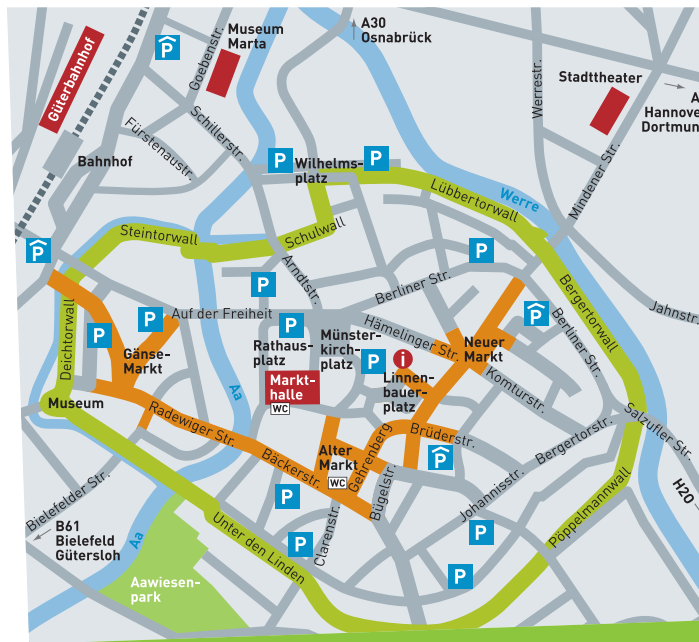 A30
Osnabrück
Museum
Marta
Goebenstr.
Güterbahnhof
Stadttheater
Werrestr.
A
Hannove
Dortmun
Schillerstr.
Fürstenaustr.
Bahnhof
P
P
P
Wilhelms-
platz
Mindener Str.
Lübbertorwall
Werre
Steintorwall
Schulwall
P
P
Arndtstr.
Berliner Str.
Bergertorwall
P
Jahnstr.
Deichtorwall
P
P
Auf der Freiheit
P
Hämelinger Str.
P
Berliner Str.
Gänse-
Markt
Rathaus-
platz
Münster-
kirch-
platz
P
i
Neuer
Markt
Linnen-
bauer-
platz
Aa
Markt-
halle
WC
Komturstr.
Museum
Radewiger Str.
Salzufler Str.
Bäckerstr.
Alter
Markt
WC
Gehrenberg
Brüderstr.
P
Bergertorstr.
Bügelstr.
Johannisstr.
Pöppelmannwall
H20
Bielefelder Str.
B61
Bielefeld
Gütersloh
Aa
P
Clarenstr.
P
P
P
Unter den Linden
Aawiesen-
park